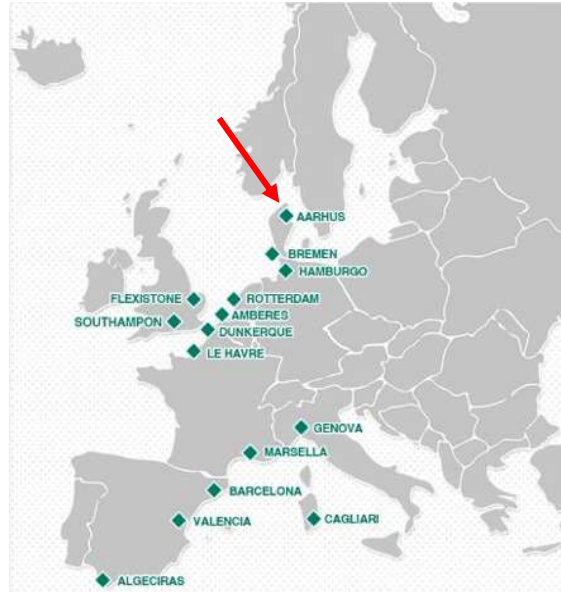 AARHUS
BREMEN
HAMBURGO
FLEXISTONE
ROTTERDAM
AMBERES
SOUTHAMPON
DUNKERQUE
LE HAVRE
GENOVA
MARSELLA
BARCELONA
VALENCIA
CAGLIARI
ALGECIRAS